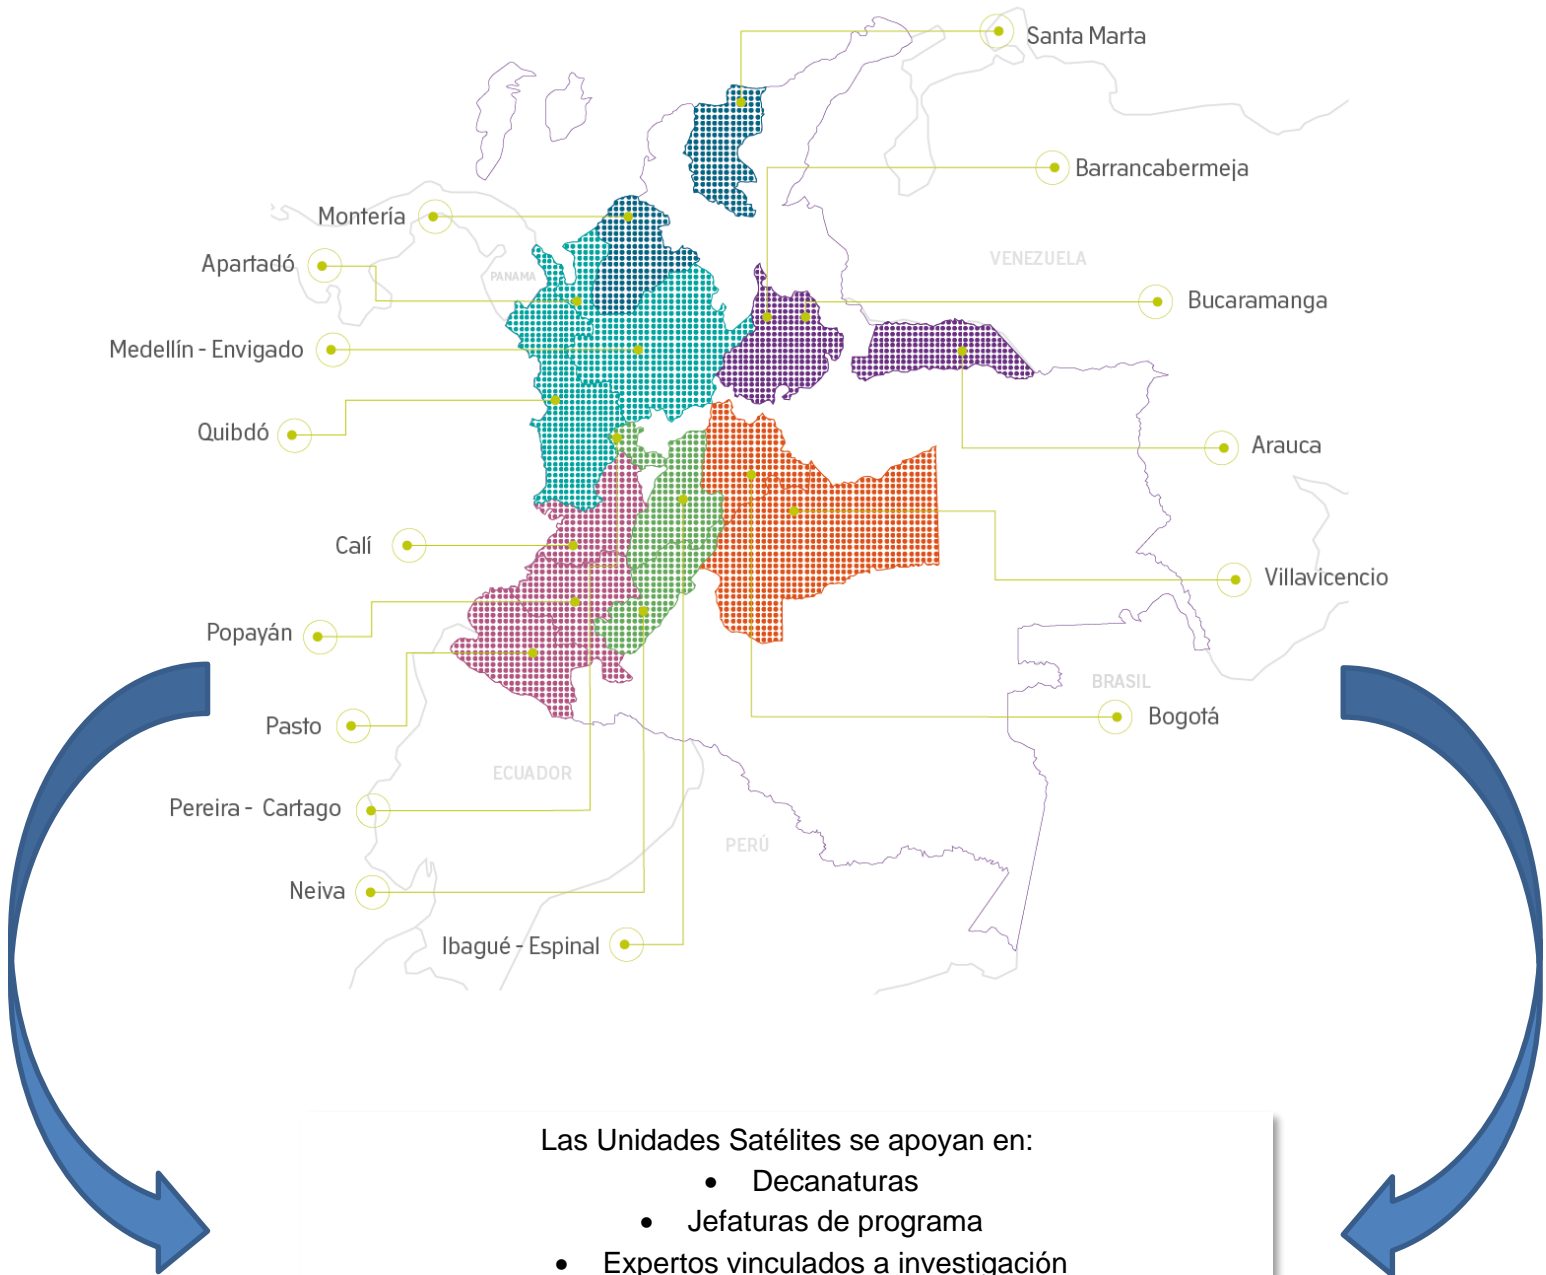 Santa Marta
Barrancabermeja
Montería
Apartadó
VENEZUELA
PANAMA
Bucaramanga
Medellín - Envigado
Quibdó
Arauca
Calí
Villavicencio
Popayán
BRASIL
Bogotá
Pasto
ECUADOR
Pereira - Cartago
PERÚ
Neiva
Ibagué - Espinal
Las Unidades Satélites se apoyan en:
• Decanaturas
• Jefaturas de programa
• Expertos vinculados a investigación